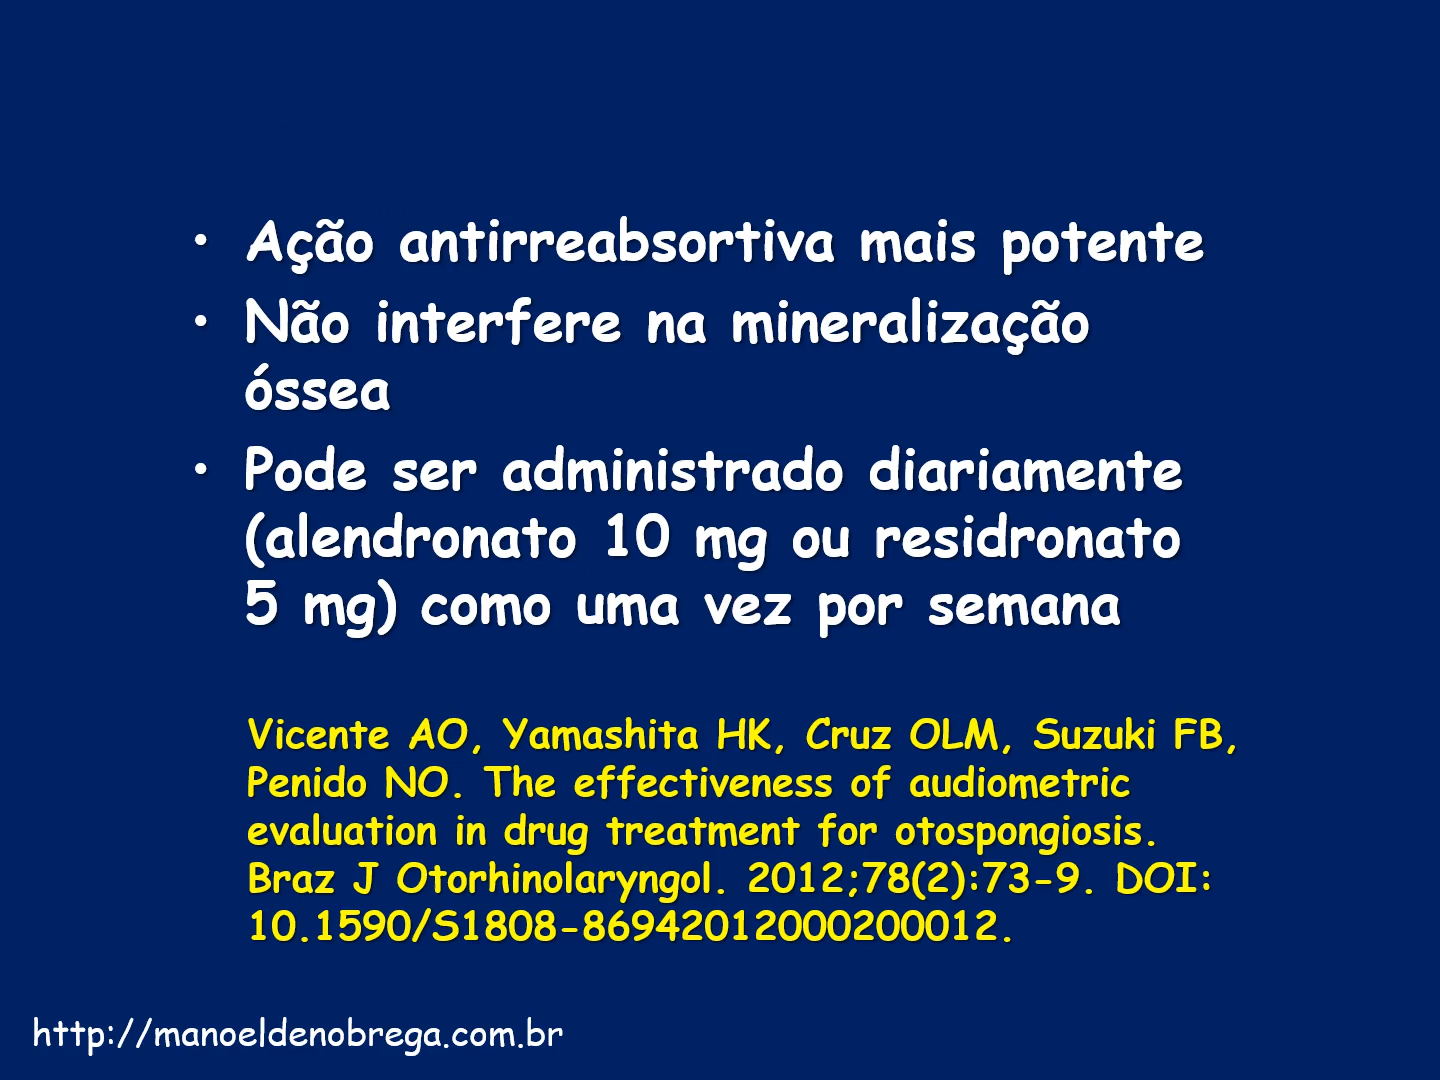 • Ação antirreabsortiva mais potente
• Não interfere na mineralização
óssea
• Pode ser administrado diariamente
(alendronato 10 mg ou residronato
5 mg) como uma vez por semana
Vicente AO, Yamashita HK, Cruz OLM, Suzuki FB,
Penido NO. The effectiveness of audiometric
evaluation in drug treatment for otospongiosis.
Braz J Otorhinolaryngol. 2012;78(2):73-9. DOI:
10.1590/S1808-86942012000200012.
http://manoeldenobrega.com.br